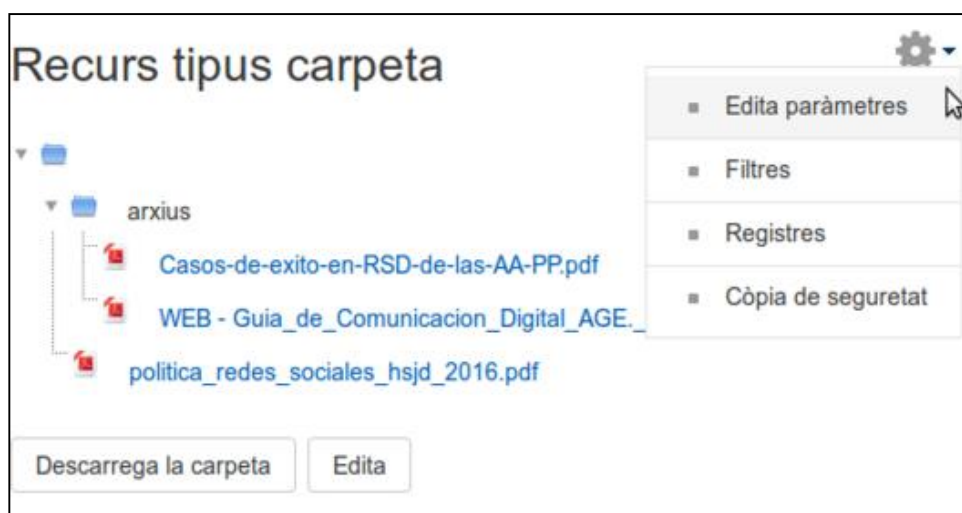 Recurs tipus carpeta
Edita paràmetres
Filtres
Registres
Còpia de seguretat
arxius
Casos-de-exito-en-RSD-de-las-AA-PP.pdf
WEB - Guia_de_Comunicacion_Digital_AGE._
politica_redes_sociales_hsjd_2016.pdf
Descarrega la carpeta
Edita